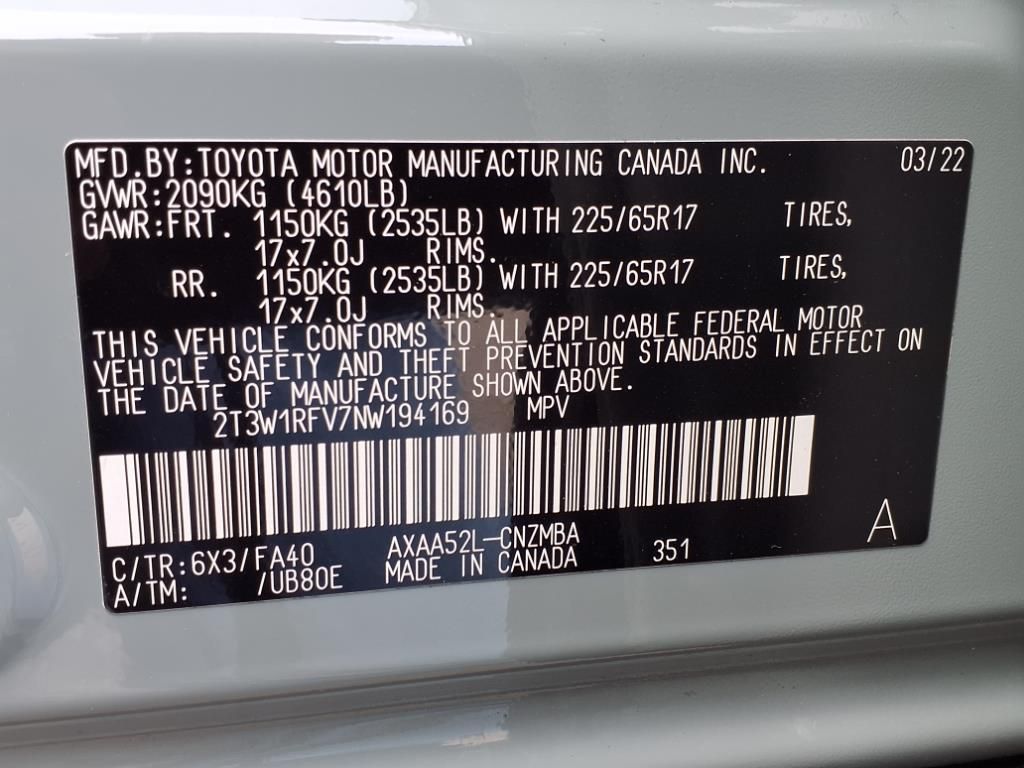 MFD.BY:TOYOTA MOTOR MANUFACTURING CANADA INC. 03/22
GVWR:2090KG (4610LB)
GAWR:FRT. 1150KG (2535LB) WITH 225/65R17 TIRES,
17x7.0J RIMS.
RR. 1150KG (2535LB) WITH 225/65R17 TIRES,
17x7.0J RIMS.
THIS VEHICLE CONFORMS TO ALL APPLICABLE FEDERAL MOTOR
VEHICLE SAFETY AND THEFT PREVENTION STANDARDS IN EFFECT ON
THE DATE OF MANUFACTURE SHOWN ABOVE.
2T3W1RFV7NW194169 MPV
A
C/TR:6X3/FA40 AXAA52L-CNZMBA 351
A/TM: /UB80E MADE IN CANADA